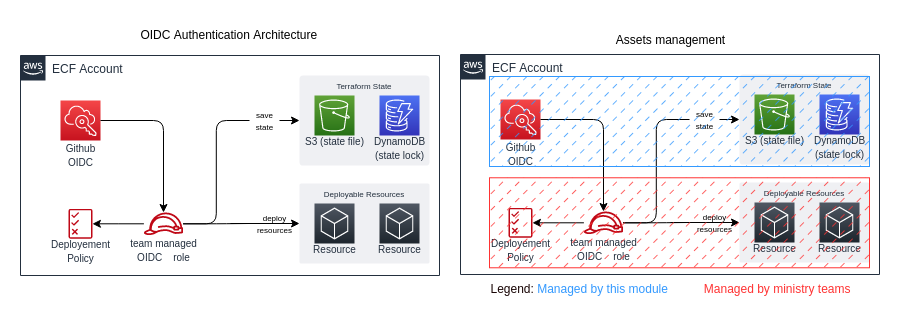 OIDC Authentication Architecture
aws
ECF Account
Terraform State
S3 (state file)
DynamoDB
(state lock)
Github
OIDC
save
state
Deployable Resources
Resource
Resource
deploy
resources
Deployement
Policy
team managed
OIDC role
Assets management
aws
ECF Account
Terraform State
S3 (state file)
DynamoDB
(state lock)
Github
OIDC
save
state
Deployable Resources
Resource
Resource
deploy
resources
Deployement
Policy
team managed
OIDC role
Legend: Managed by this module
Managed by ministry teams